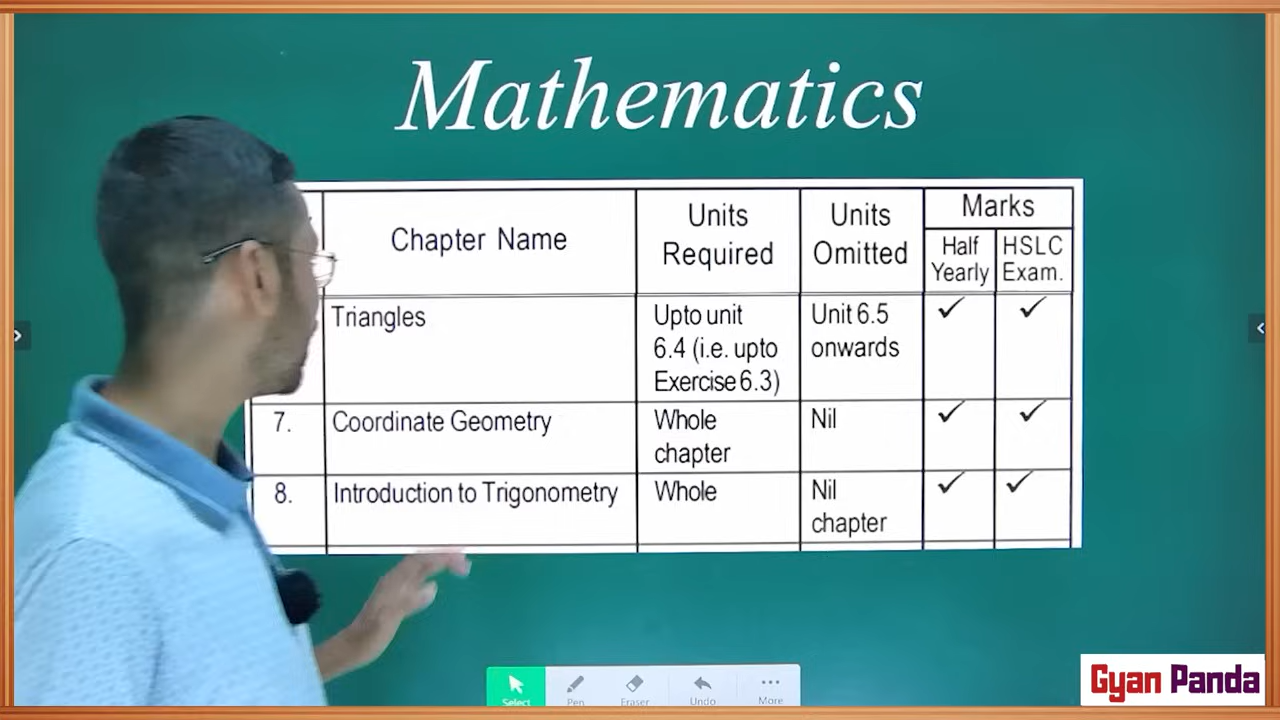 Mathematics
Chapter Name
Units
Required
Units
Omitted
Marks
Half
Yearly
HSLC
Exam.
Triangles
Upto unit
6.4 (i.e. upto
Exercise 6.3)
Unit 6.5
onwards
✓
✓
7.
Coordinate Geometry
Whole
chapter
Nil
✓
✓
8.
Introduction to Trigonometry
Whole
Nil
chapter
✓
✓
Select
Pen
Eraser
Undo
More
Gyan Panda